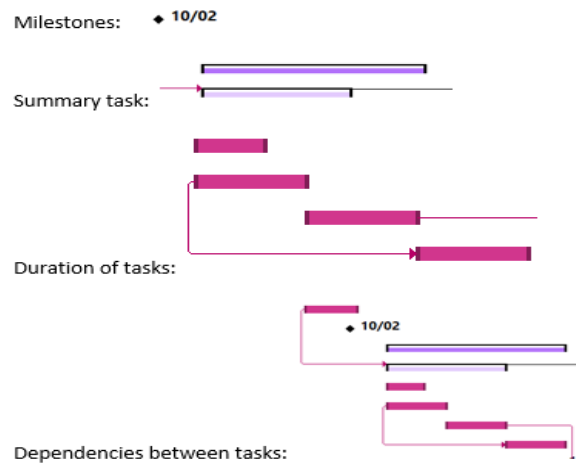 Milestones: ◆ 10/02
Summary task:
Duration of tasks:
10/02
Dependencies between tasks: